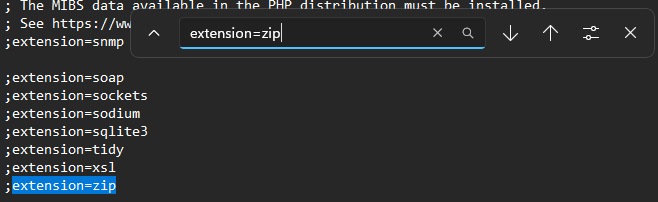 ; The MIBS data available in the PHP distribution must be installed.
; See https://ww
;extension=snmp
extension=zip
;extension=soap
;extension=sockets
;extension=sodium
;extension=sqlite3
;extension=tidy
;extension=xsl
;extension=zip